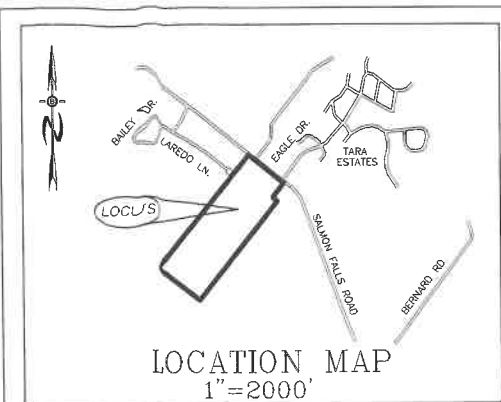 BAILEY DR.
LAREDO LN.
EAGLE DR.
TARA
ESTATES
LOCUS
SALMON FALLS ROAD
BERNARD RD
LOCATION MAP
1"=2000'